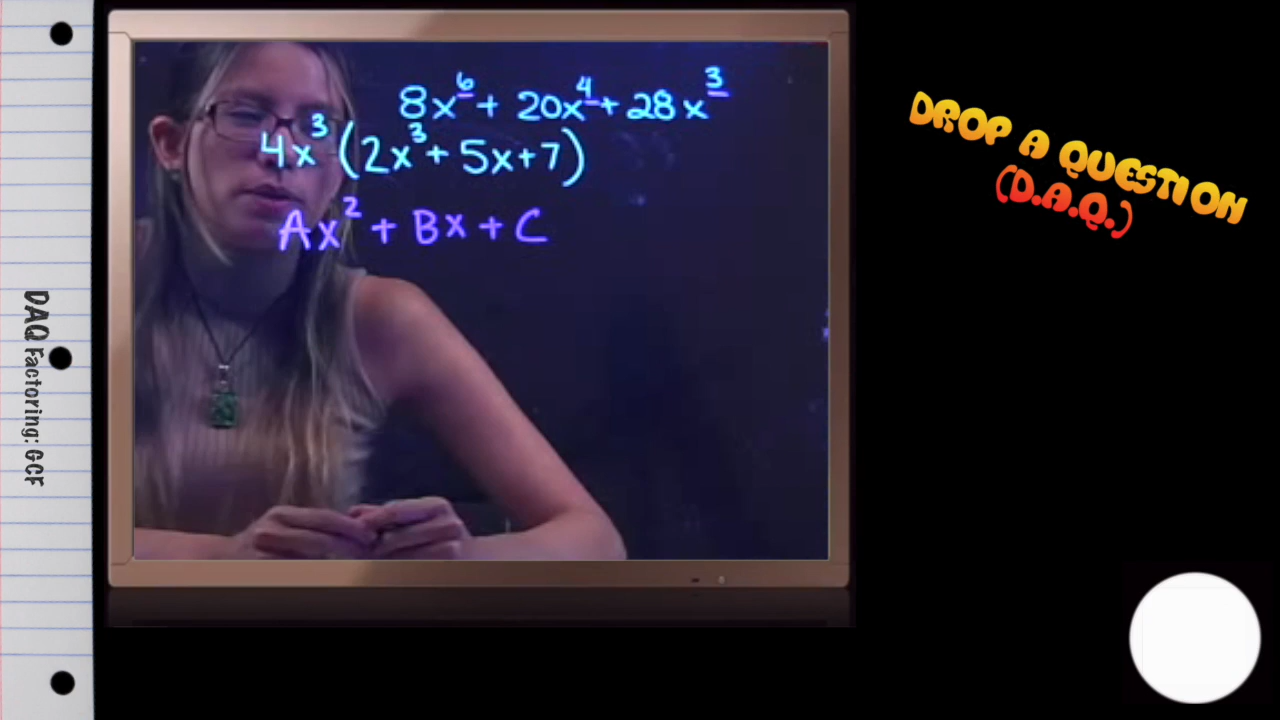 8x⁶ + 20x⁴ + 28x³
4x³(2x³ + 5x + 7)
Ax² + Bx + C
DROP A QUESTION
(D.A.Q.)
DAQ Factoring: GCF